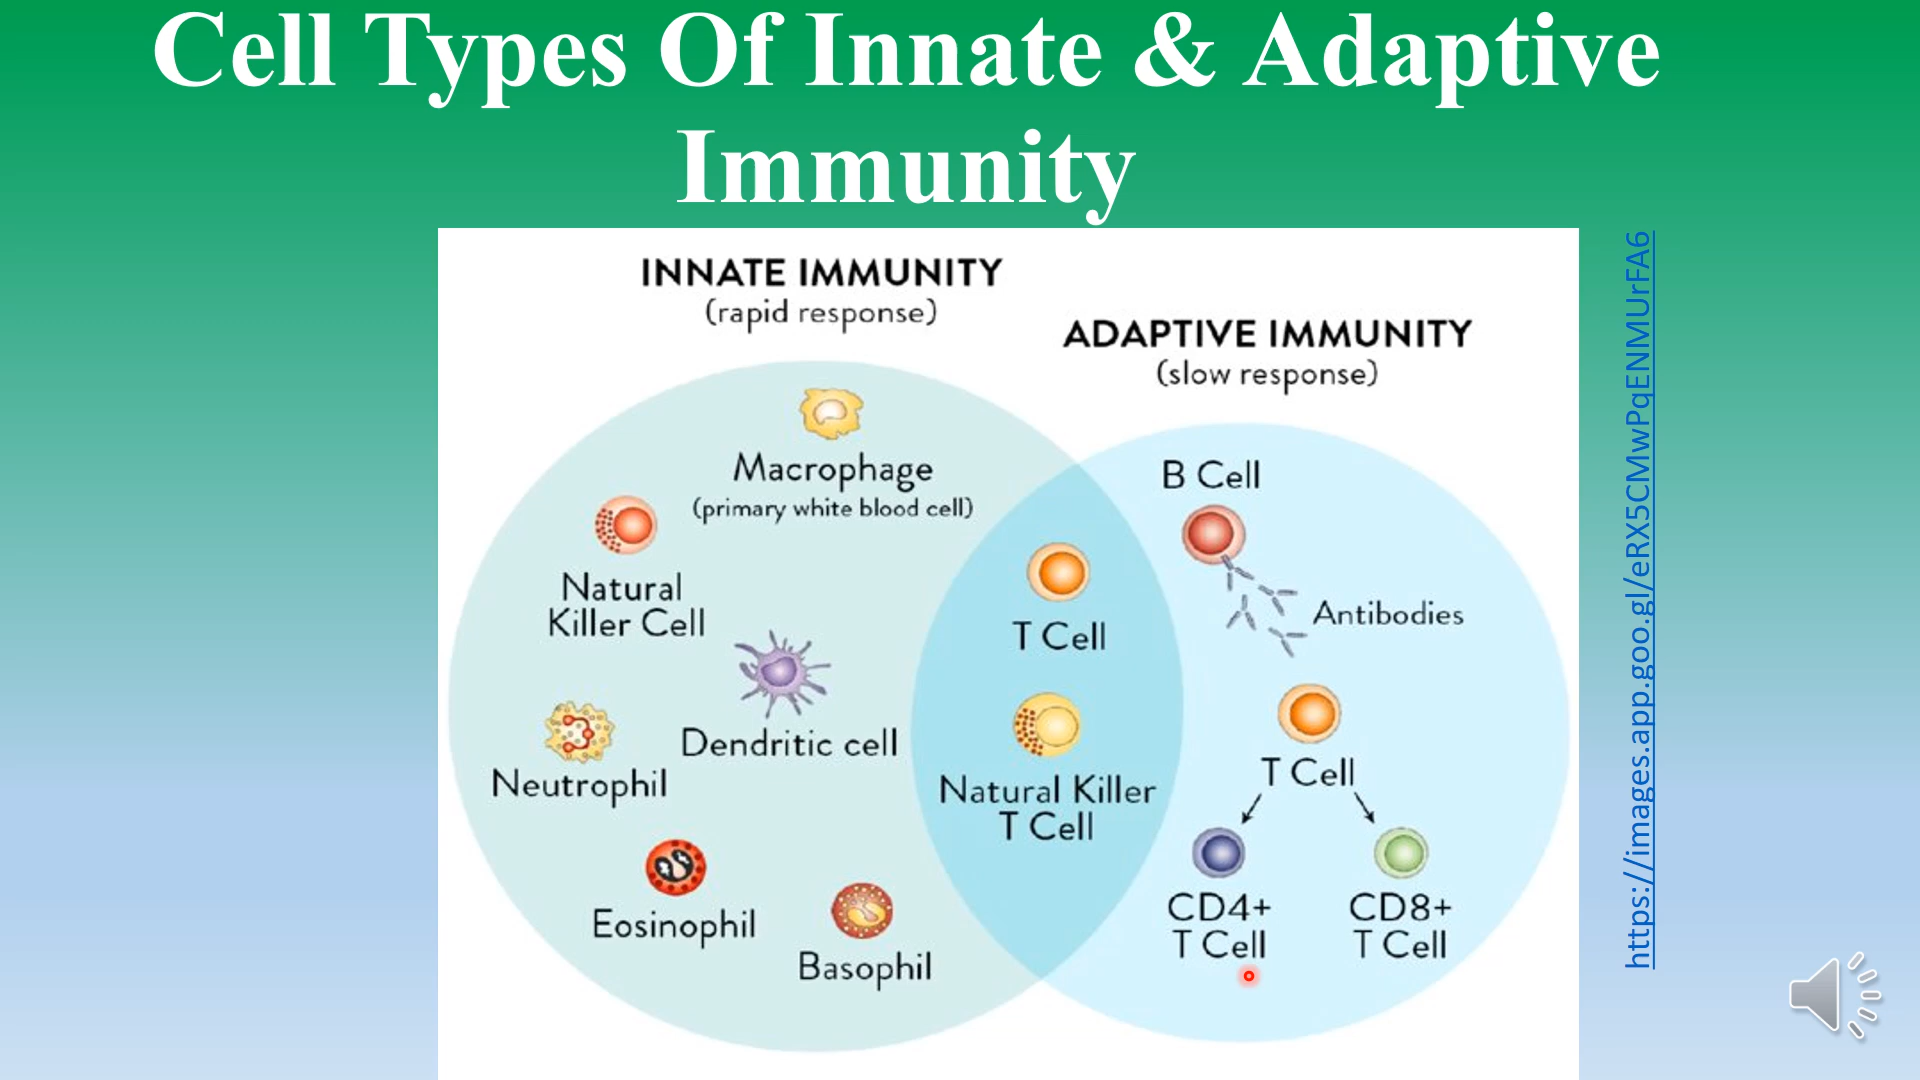 Cell Types Of Innate & Adaptive
Immunity
INNATE IMMUNITY
(rapid response)
ADAPTIVE IMMUNITY
(slow response)
Macrophage
(primary white blood cell)
Natural
Killer Cell
Dendritic cell
Neutrophil
Eosinophil
Basophil
T Cell
Natural Killer
T Cell
B Cell
Antibodies
T Cell
CD4+
T Cell
CD8+
T Cell
https://images.app.goo.gl/eRX5CMwPqENMUrFA6